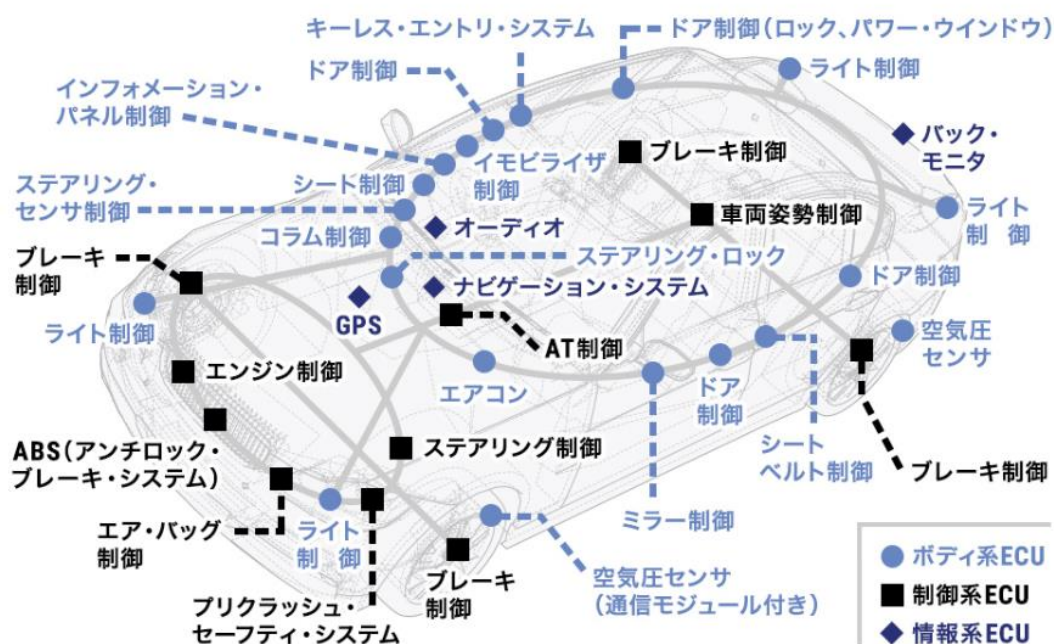 キーレス・エントリ・システム
ドア制御(ロック、パワー・ウインドウ)
ドア制御
ライト制御
インフォメーション・
パネル制御
バック・
モニタ
イモビライザ
制御
ブレーキ制御
シート制御
ステアリング・
センサ制御
車両姿勢制御
ライト
制 御
オーディオ
コラム制御
ステアリング・ロック
ブレーキ
制御
ドア制御
ナビゲーション・システム
GPS
ライト制御
空気圧
センサ
AT制御
エンジン制御
エアコン
ドア
制御
シート
ベルト制御
ABS(アンチロック・
ブレーキ・システム)
ステアリング制御
ブレーキ制御
ミラー制御
エア・バッグ
制御
ライト
制 御
ブレーキ
制御
空気圧センサ
(通信モジュール付き)
プリクラッシュ・
セーフティ・システム
ボディ系ECU
制御系ECU
情報系ECU